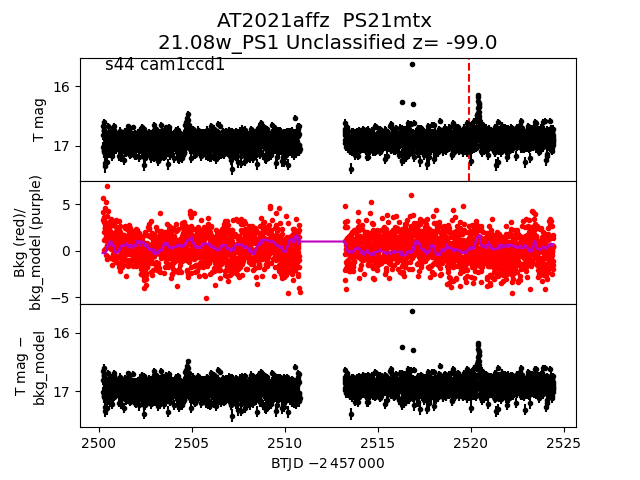 AT2021affz  PS21mtx
21.08w_PS1 Unclassified z= -99.0
s44 cam1ccd1
T mag
16
17
Bkg (red)/
bkg_model (purple)
5
0
−5
T mag −
bkg_model
16
17
2500 2505 2510 2515 2520 2525
BTJD −2 457 000